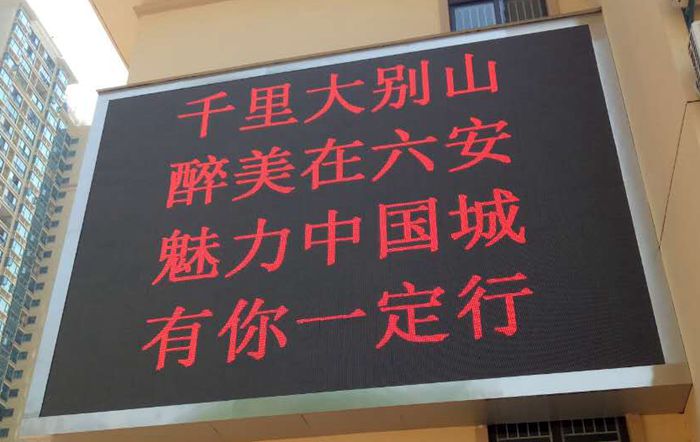 千里大别山
醉美在六安
魅力中国城
有你一定行